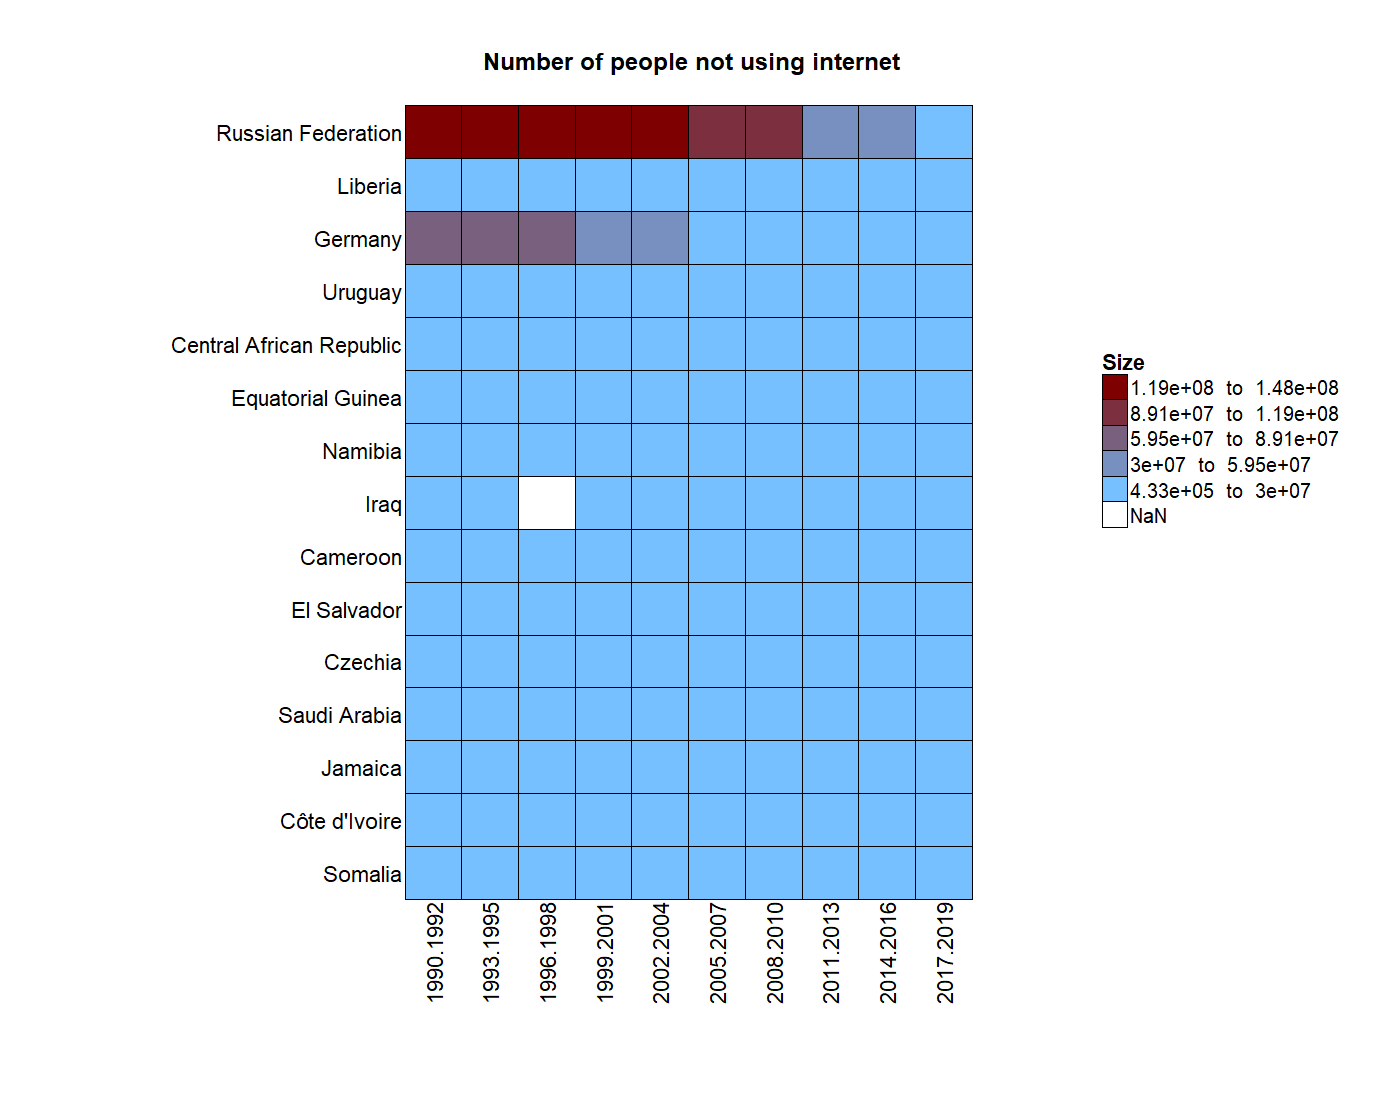 Number of people not using internet
Russian Federation
Liberia
Germany
Uruguay
Central African Republic
Equatorial Guinea
Namibia
Iraq
Cameroon
El Salvador
Czechia
Saudi Arabia
Jamaica
Côte d'Ivoire
Somalia
1990.1992
1993.1995
1996.1998
1999.2001
2002.2004
2005.2007
2008.2010
2011.2013
2014.2016
2017.2019
Size
1.19e+08 to 1.48e+08
8.91e+07 to 1.19e+08
5.95e+07 to 8.91e+07
3e+07 to 5.95e+07
4.33e+05 to 3e+07
NaN